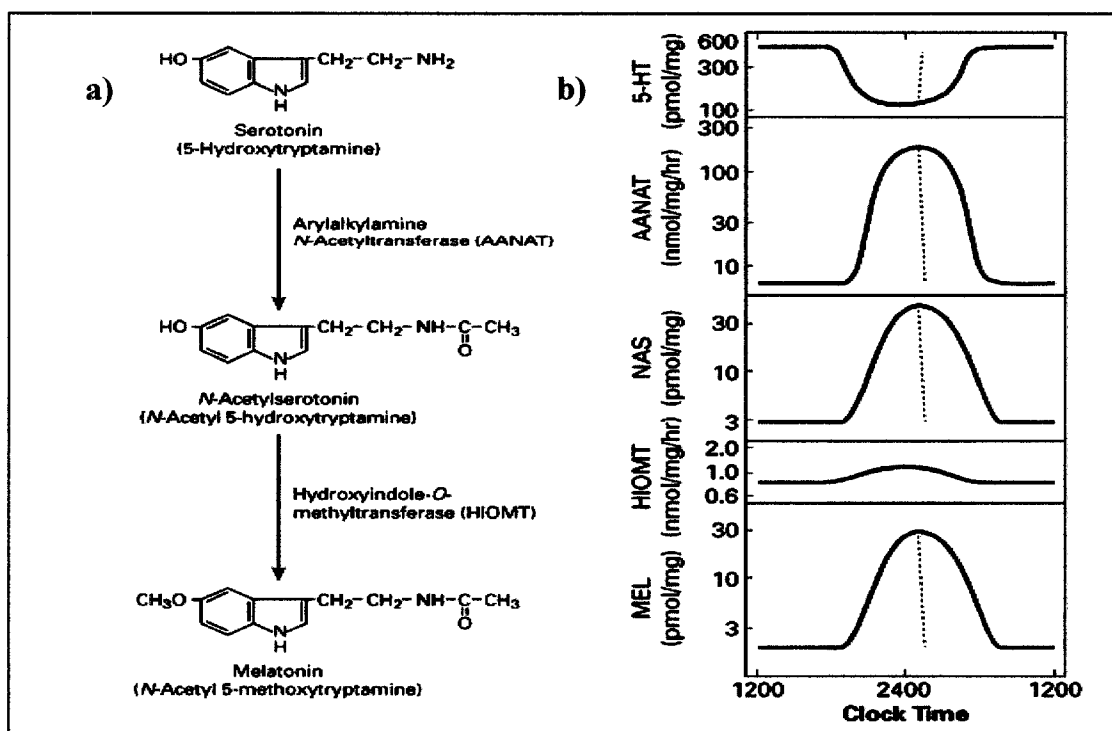 a)
HO
CH₂-CH₂-NH₂
N
H
Serotonin
(5-Hydroxytryptamine)
Arylalkylamine
N-Acetyltransferase (AANAT)
HO
CH₂-CH₂-NH-C-CH₃
O
N
H
N-Acetylserotonin
(N-Acetyl 5-hydroxytryptamine)
Hydroxyindole-O-
methyltransferase (HIOMT)
CH₃O
CH₂-CH₂-NH-C-CH₃
O
N
H
Melatonin
(N-Acetyl 5-methoxytryptamine)
b)
5-HT
(pmol/mg)
600
300
100
AANAT
(nmol/mg/hr)
300
100
30
10
NAS
(pmol/mg)
30
10
3
HIOMT
(nmol/mg/hr)
2.0
1.0
0.6
MEL
(pmol/mg)
30
10
3
1200 2400 1200
Clock Time